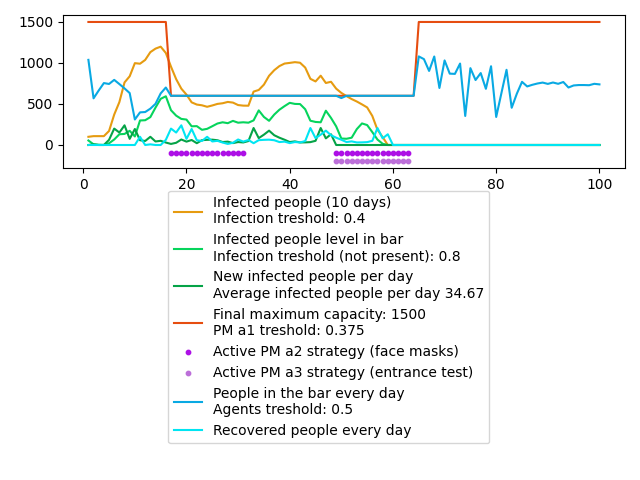 1500
1000
500
0
0 20 40 60 80 100
Infected people (10 days)
Infection treshold: 0.4
Infected people level in bar
Infection treshold (not present): 0.8
New infected people per day
Average infected people per day 34.67
Final maximum capacity: 1500
PM a1 treshold: 0.375
Active PM a2 strategy (face masks)
Active PM a3 strategy (entrance test)
People in the bar every day
Agents treshold: 0.5
Recovered people every day